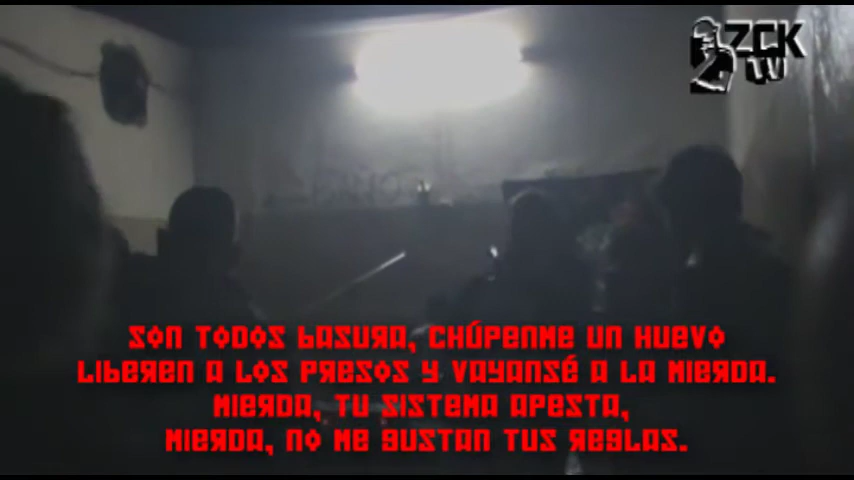 ZCK
TV
SON TODOS BASURA, CHÚPENME UN HUEVO
LIBEREN A LOS PRESOS Y VAYANSÉ A LA MIERDA.
MIERDA, TU SISTEMA APESTA,
MIERDA, NO ME GUSTAN TUS REGLAS.